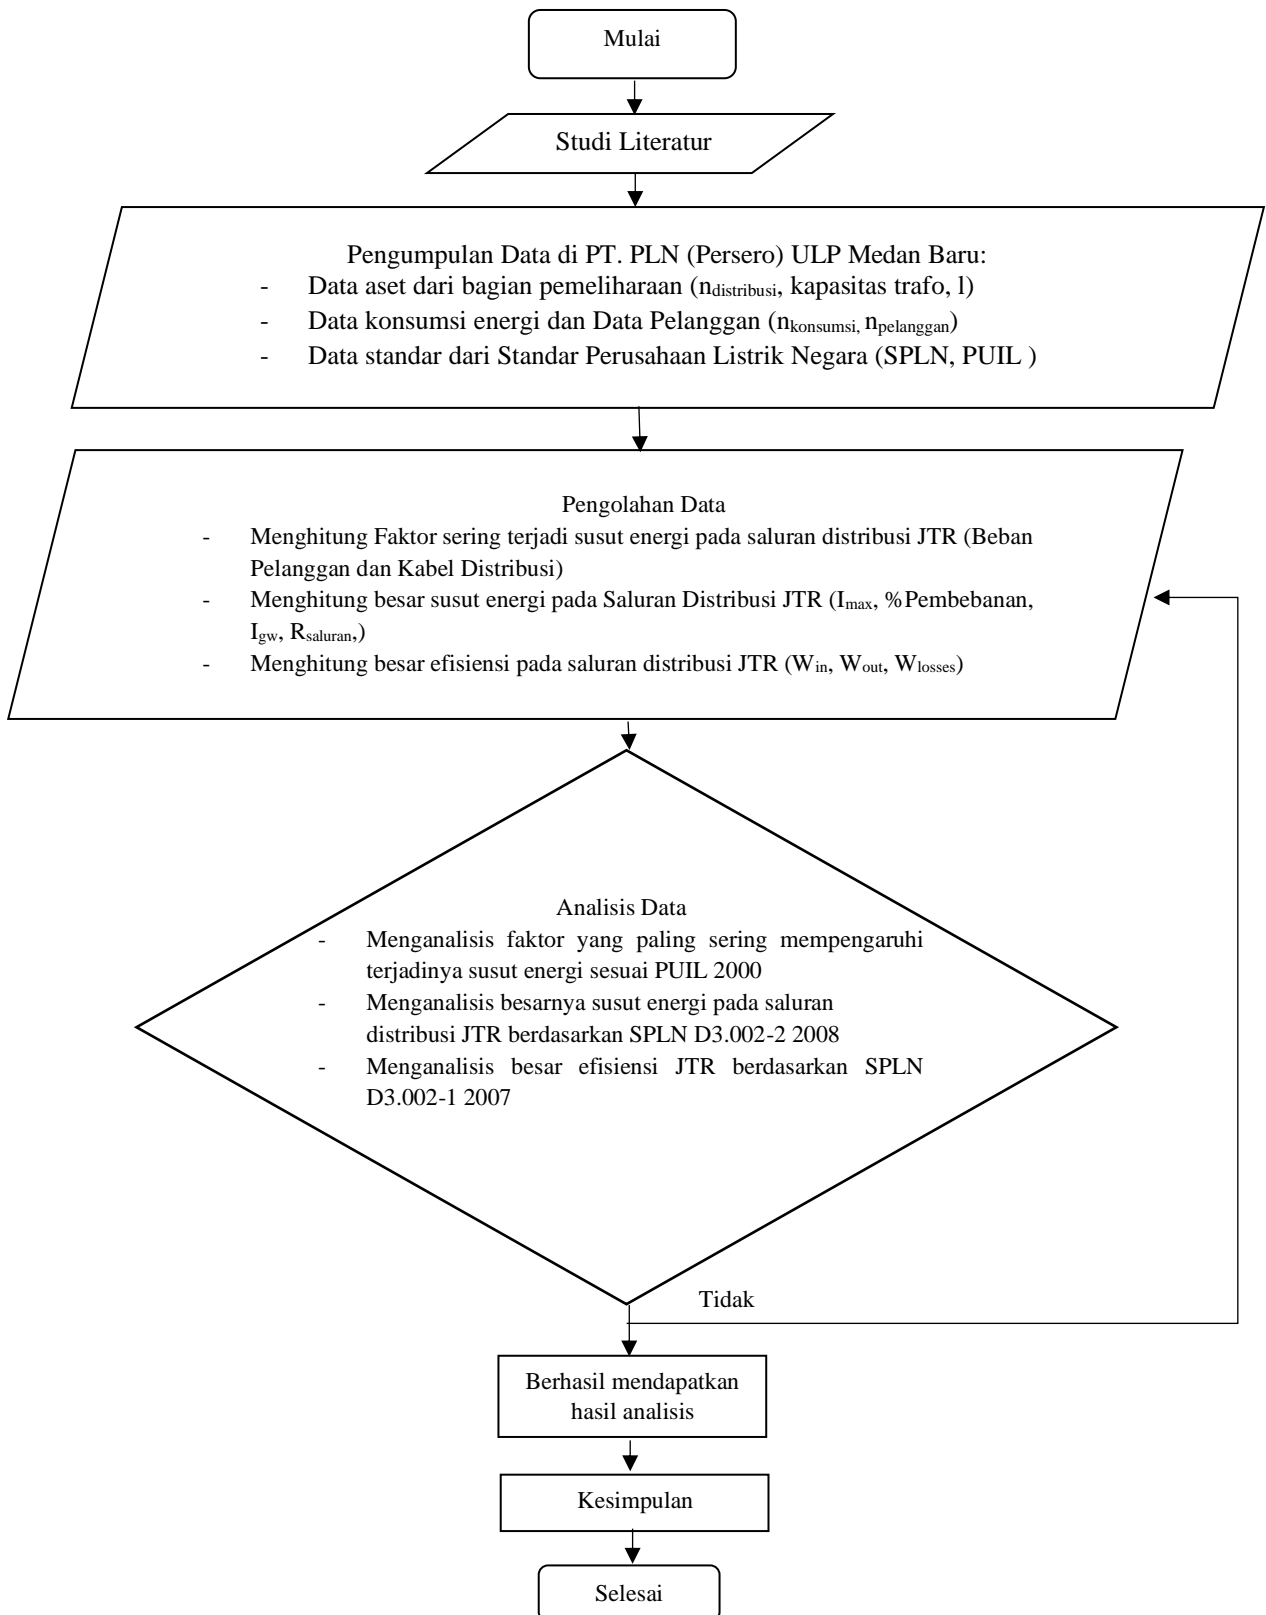 Mulai
Studi Literatur
Pengumpulan Data di PT. PLN (Persero) ULP Medan Baru:
- Data aset dari bagian pemeliharaan (n distribusi, kapasitas trafo, l)
- Data konsumsi energi dan Data Pelanggan (n konsumsi, n pelanggan)
- Data standar dari Standar Perusahaan Listrik Negara (SPLN, PUIL )
Pengolahan Data
- Menghitung Faktor sering terjadi susut energi pada saluran distribusi JTR (Beban
Pelanggan dan Kabel Distribusi)
- Menghitung besar susut energi pada Saluran Distribusi JTR (Imax, %Pembebanan,
Igw, Rsaluran,)
- Menghitung besar efisiensi pada saluran distribusi JTR (Win, Wout, Wlosses)
Analisis Data
- Menganalisis faktor yang paling sering mempengaruhi
terjadinya susut energi sesuai PUIL 2000
- Menganalisis besarnya susut energi pada saluran
distribusi JTR berdasarkan SPLN D3.002-2 2008
- Menganalisis besar efisiensi JTR berdasarkan SPLN
D3.002-1 2007
Tidak
Berhasil mendapatkan
hasil analisis
Kesimpulan
Selesai